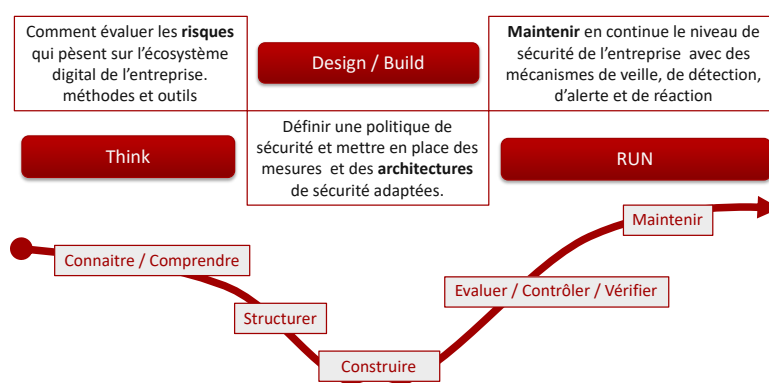 Comment évaluer les risques
qui pèsent sur l'écosystème
digital de l'entreprise.
méthodes et outils
Think
Design / Build
Définir une politique de
sécurité et mettre en place des
mesures et des architectures
de sécurité adaptées.
Maintenir en continue le niveau de
sécurité de l'entreprise avec des
mécanismes de veille, de détection,
d'alerte et de réaction
RUN
Connaitre / Comprendre
Structurer
Construire
Evaluer / Contrôler / Vérifier
Maintenir